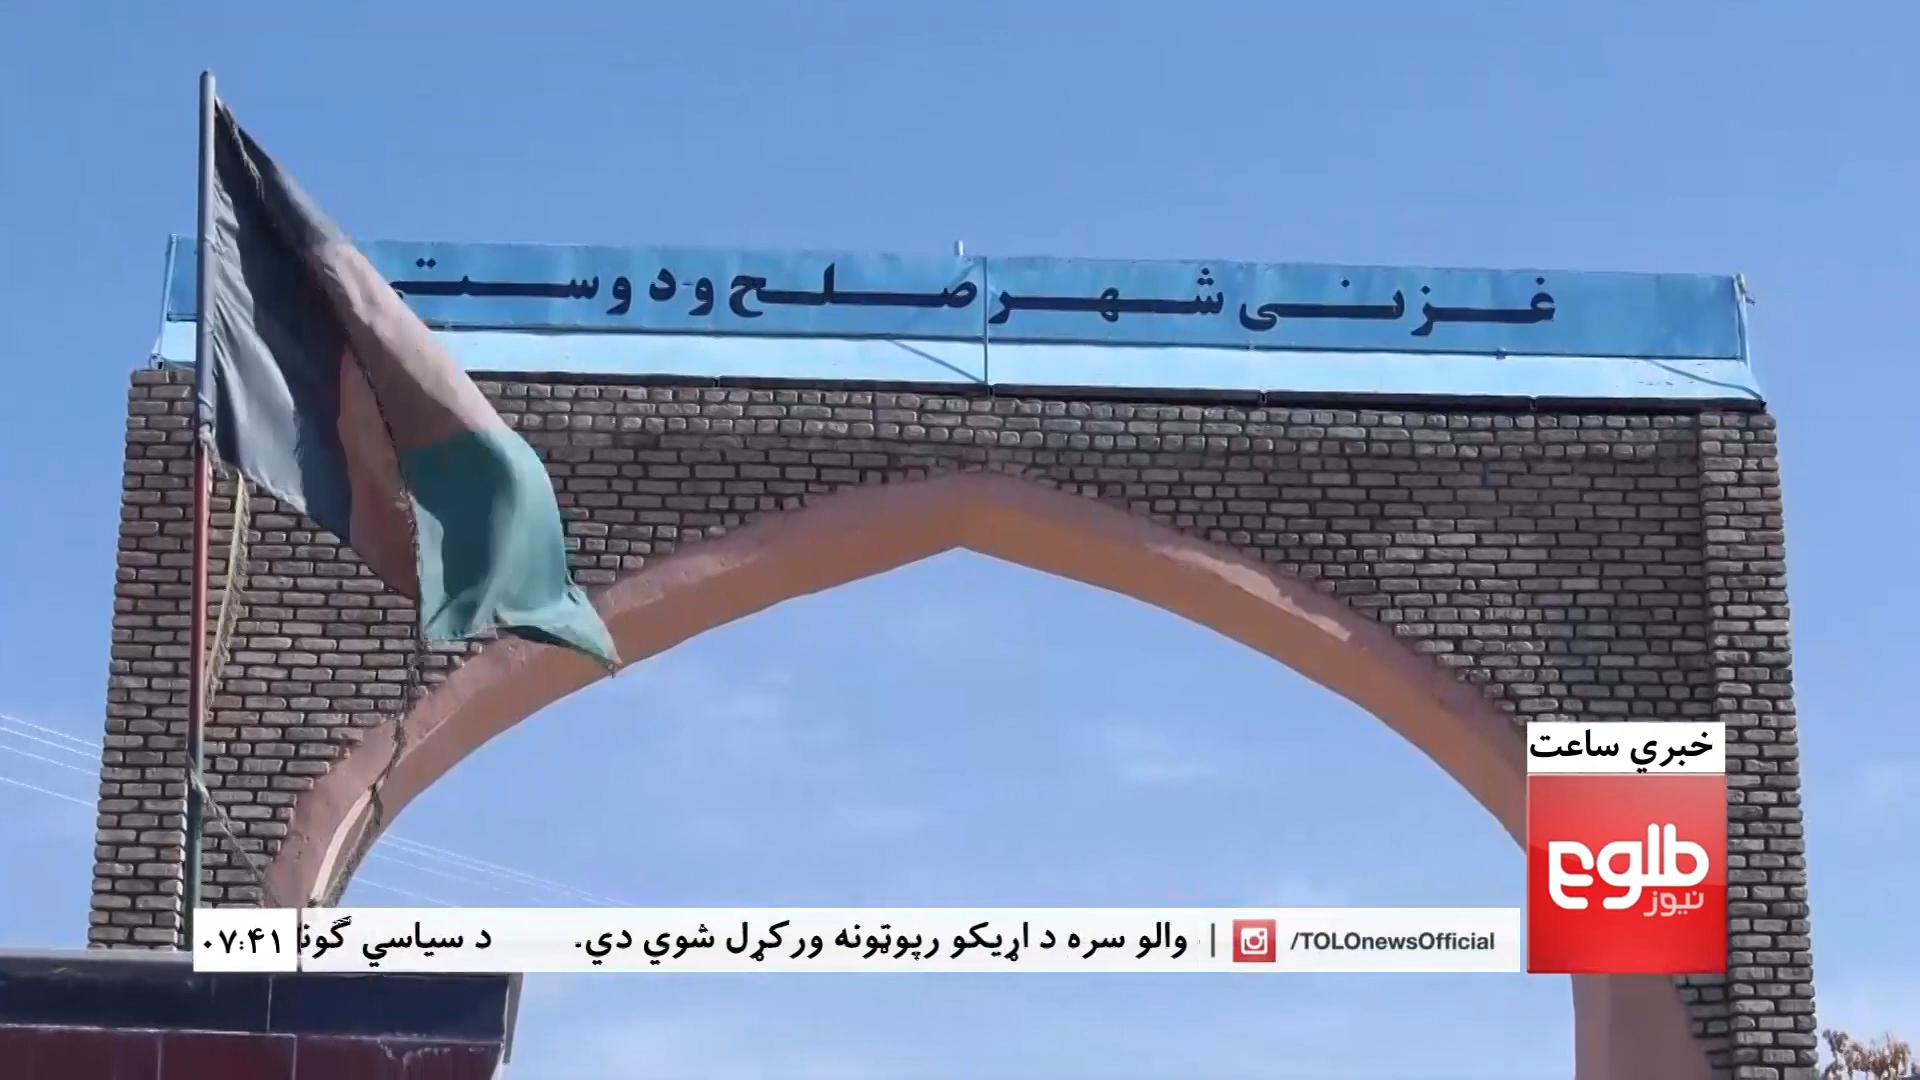 غزنی شهر صلح و دوستی
خبري ساعت
طلوع
نیوز
/TOLOnewsOfficial | والو سره د اړیکو رپوټونه ورکړل شوي دي. د سیاسي ګون
۰۷:۴۱